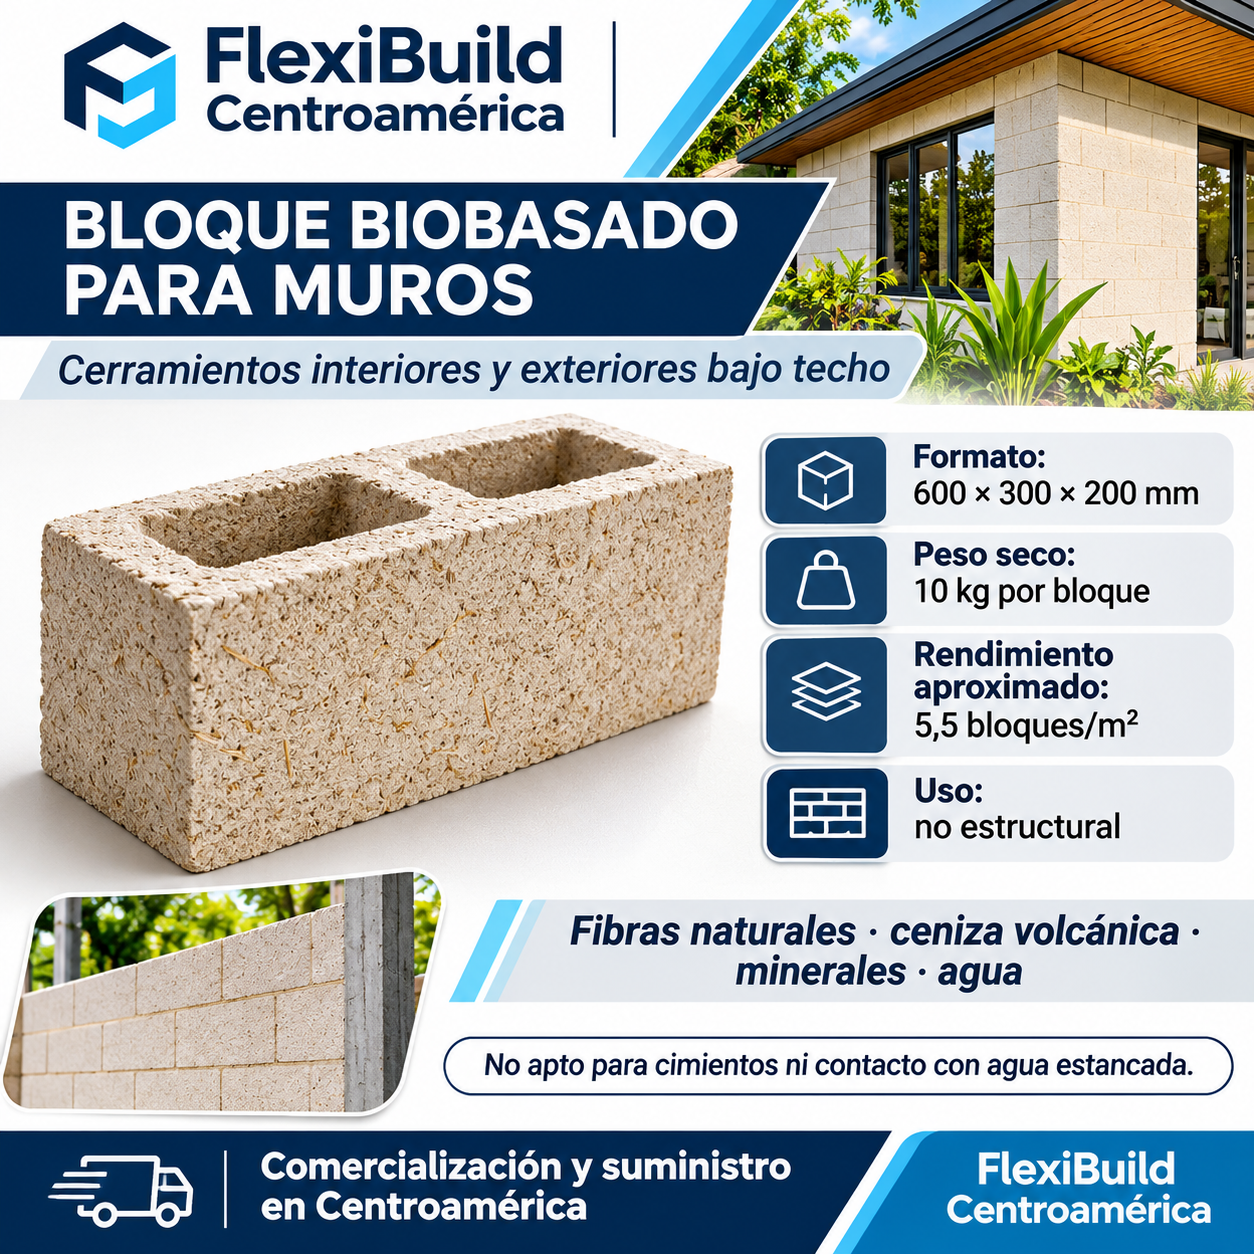 FlexiBuild
Centroamérica
BLOQUE BIOBASADO
PARA MUROS
Cerramientos interiores y exteriores bajo techo
Formato:
600 × 300 × 200 mm
Peso seco:
10 kg por bloque
Rendimiento
aproximado:
5,5 bloques/m²
Uso:
no estructural
Fibras naturales · ceniza volcánica ·
minerales · agua
No apto para cimientos ni contacto con agua estancada.
Comercialización y suministro
en Centroamérica
FlexiBuild
Centroamérica